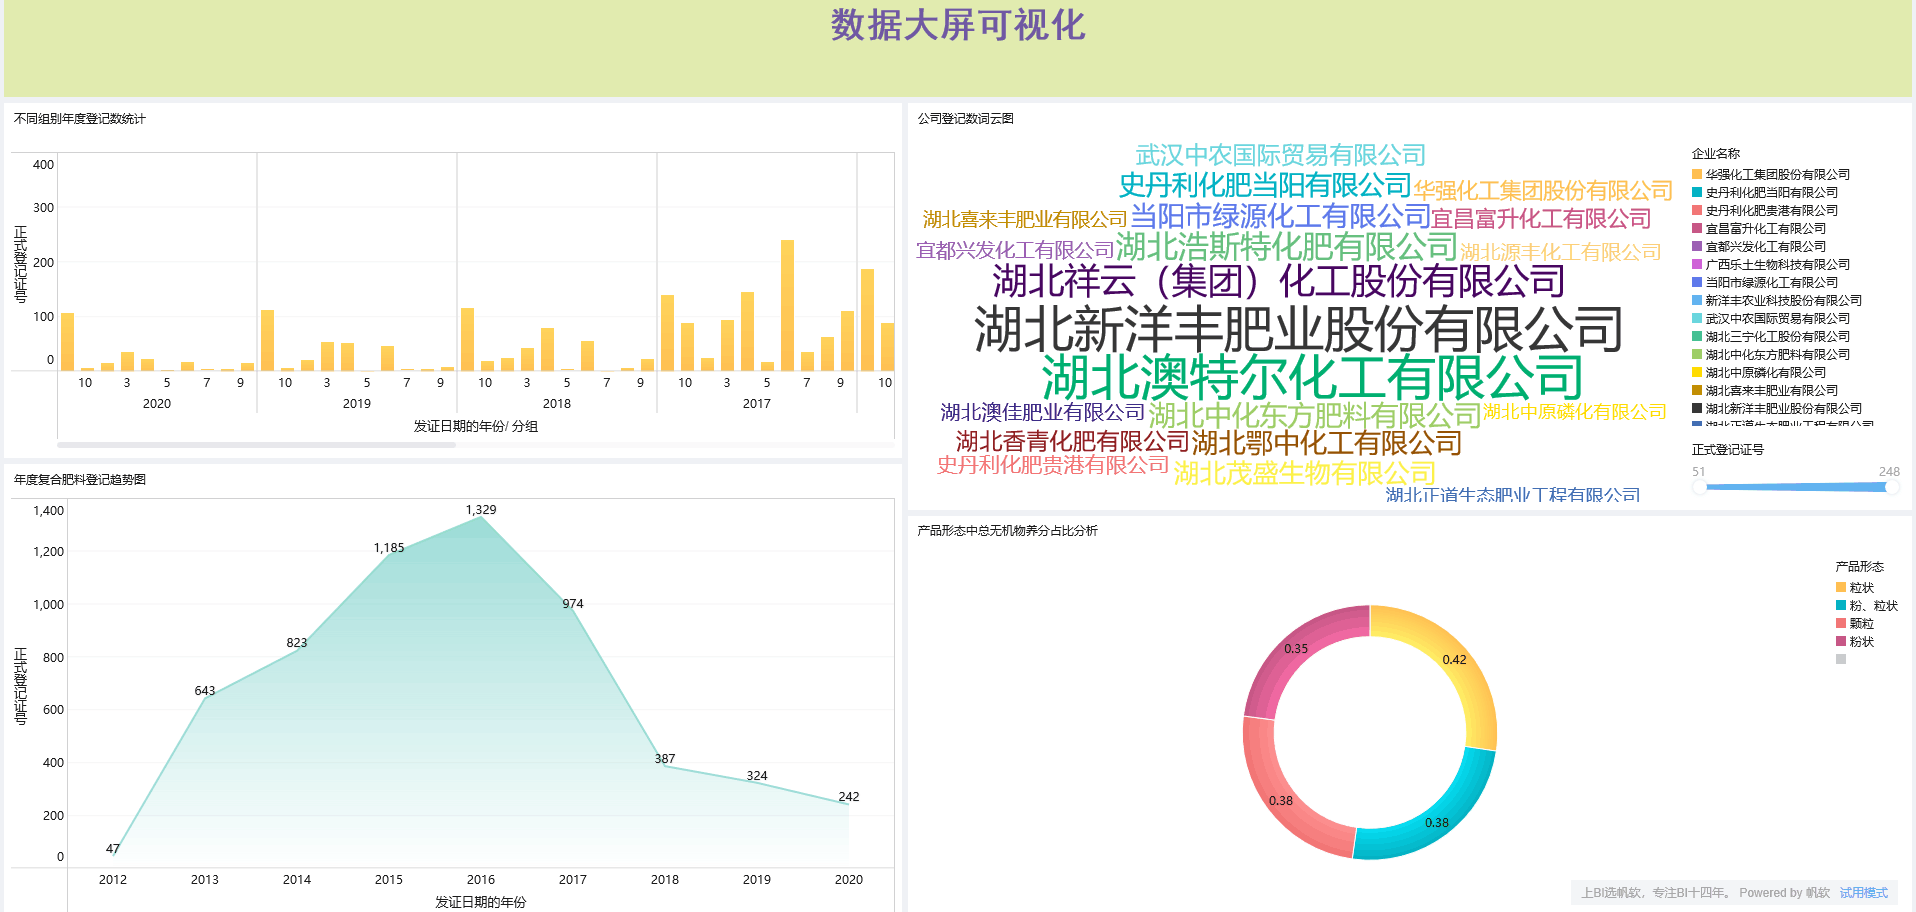 数据大屏可视化
不同组别年度登记数统计
400
300
200
100
0
正式登记证号
10 3 5 7 9 10 3 5 7 9 10 3 5 7 9 10 3 5 7 9 10
2020 2019 2018 2017
发证日期的年份/ 分组
公司登记数词云图
武汉中农国际贸易有限公司
史丹利化肥当阳有限公司
华强化工集团股份有限公司
湖北喜来丰肥业有限公司
当阳市绿源化工有限公司
宜昌富升化工有限公司
宜都兴发化工有限公司
湖北浩斯特化肥有限公司
湖北源丰化工有限公司
湖北祥云（集团）化工股份有限公司
湖北新洋丰肥业股份有限公司
湖北澳特尔化工有限公司
湖北澳佳肥业有限公司
湖北中化东方肥料有限公司
湖北中原磷化有限公司
湖北香青化肥有限公司
湖北鄂中化工有限公司
史丹利化肥贵港有限公司
湖北茂盛生物有限公司
湖北正道生态肥业工程有限公司
企业名称
华强化工集团股份有限公司
史丹利化肥当阳有限公司
史丹利化肥贵港有限公司
宜昌富升化工有限公司
宜都兴发化工有限公司
广西乐土生物科技有限公司
当阳市绿源化工有限公司
新洋丰农业科技股份有限公司
武汉中农国际贸易有限公司
湖北三宁化工股份有限公司
湖北中化东方肥料有限公司
湖北中原磷化有限公司
湖北喜来丰肥业有限公司
湖北新洋丰肥业股份有限公司
湖北正道生态肥业工程有限公司
正式登记证号
51 248
年度复合肥料登记趋势图
1,400
1,200
1,000
800
600
400
200
0
正式登记证号
47
643
823
1,185
1,329
974
387
324
242
2012 2013 2014 2015 2016 2017 2018 2019 2020
发证日期的年份
产品形态中总无机物养分占比分析
0.35
0.42
0.38
0.38
产品形态
粒状
粉、粒状
颗粒
粉状
上BI选帆软，专注BI十四年。 Powered by 帆软 试用模式